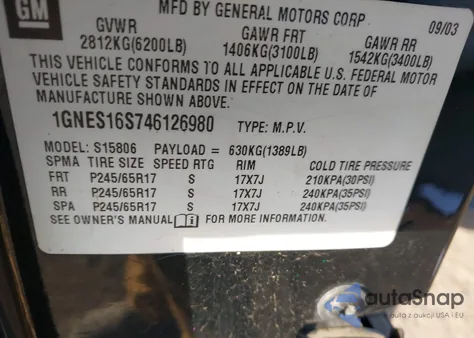 GM
MFD BY GENERAL MOTORS CORP
09/03
GVWR GAWR FRT GAWR RR
2812KG(6200LB) 1406KG(3100LB) 1542KG(3400LB)
THIS VEHICLE CONFORMS TO ALL APPLICABLE U.S. FEDERAL MOTOR
VEHICLE SAFETY STANDARDS IN EFFECT ON THE DATE OF
MANUFACTURE SHOWN ABOVE.
1GNES16S746126980 TYPE: M.P.V.
MODEL: S15806 PAYLOAD = 630KG(1389LB)
SPMA TIRE SIZE SPEED RTG RIM COLD TIRE PRESSURE
FRT P245/65R17 S 17X7J 210KPA(30PSI)
RR P245/65R17 S 17X7J 240KPA(35PSI)
SPA P245/65R17 S 17X7J 240KPA(35PSI)
SEE OWNER'S MANUAL FOR MORE INFORMATION.
autaSnap
auta z aukcji USA i EU